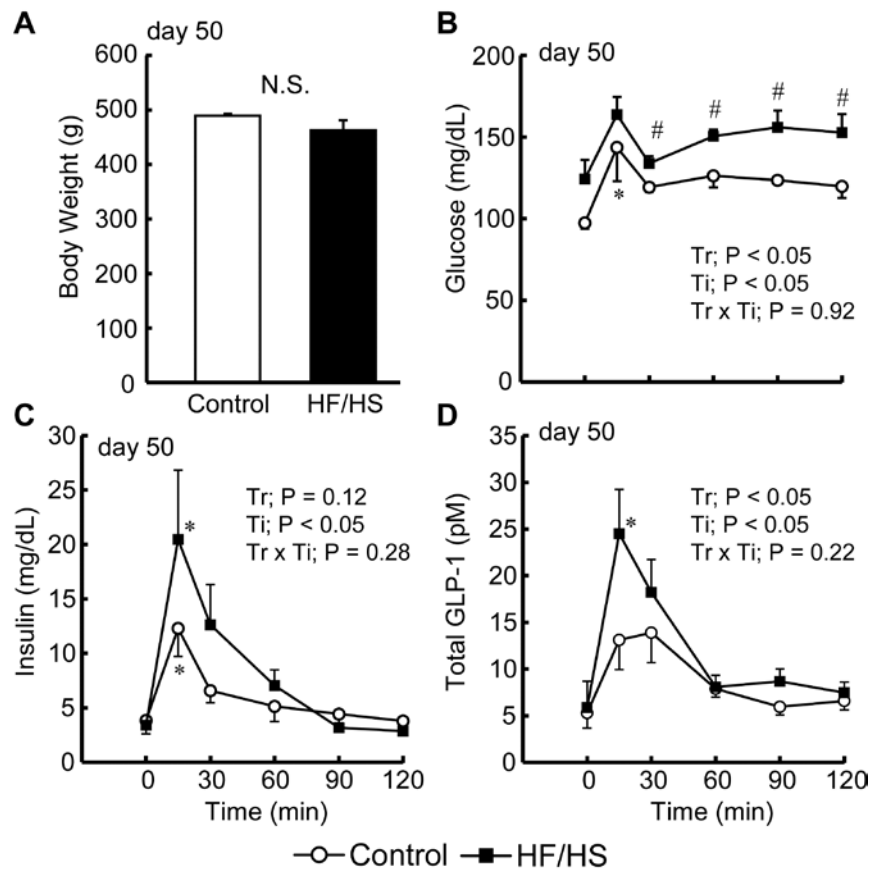 A
day 50
600
500
400
300
200
100
0
Body Weight (g)
N.S.
Control
HF/HS
B
day 50
200
150
100
50
0
Glucose (mg/dL)
#
#
#
#
*
Tr; P < 0.05
Ti; P < 0.05
Tr x Ti; P = 0.92
C
day 50
30
25
20
15
10
5
0
Insulin (mg/dL)
*
*
Tr; P = 0.12
Ti; P < 0.05
Tr x Ti; P = 0.28
0 30 60 90 120
Time (min)
D
day 50
35
30
25
20
15
10
5
0
Total GLP-1 (pM)
*
Tr; P < 0.05
Ti; P < 0.05
Tr x Ti; P = 0.22
0 30 60 90 120
Time (min)
Control HF/HS